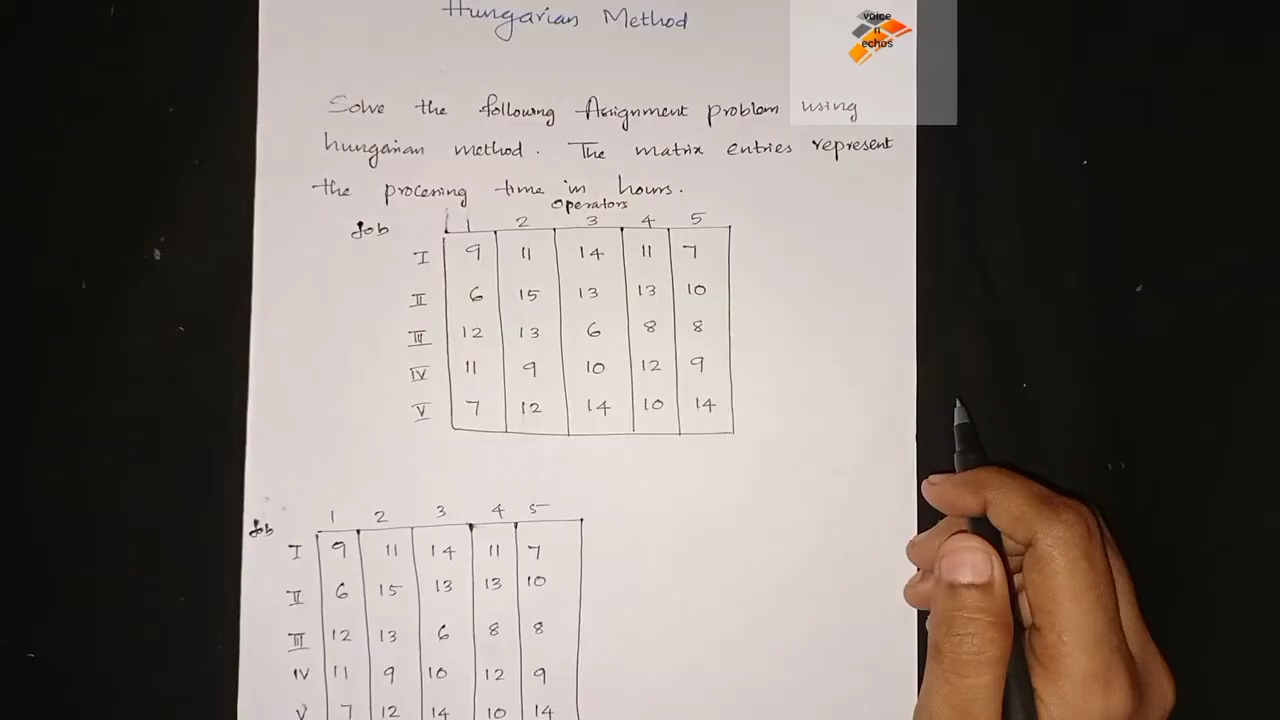 Hungarian Method
voice
n
echos
Solve the following Assignment problem using
hungarian method. The matrix entries represent
the procesing time in hours.
Operators
Job 1 2 3 4 5
I 9 11 14 11 7
II 6 15 13 13 10
III 12 13 6 8 8
IV 11 9 10 12 9
V 7 12 14 10 14
Job 1 2 3 4 5
I 9 11 14 11 7
II 6 15 13 13 10
III 12 13 6 8 8
IV 11 9 10 12 9
V 7 12 14 10 14